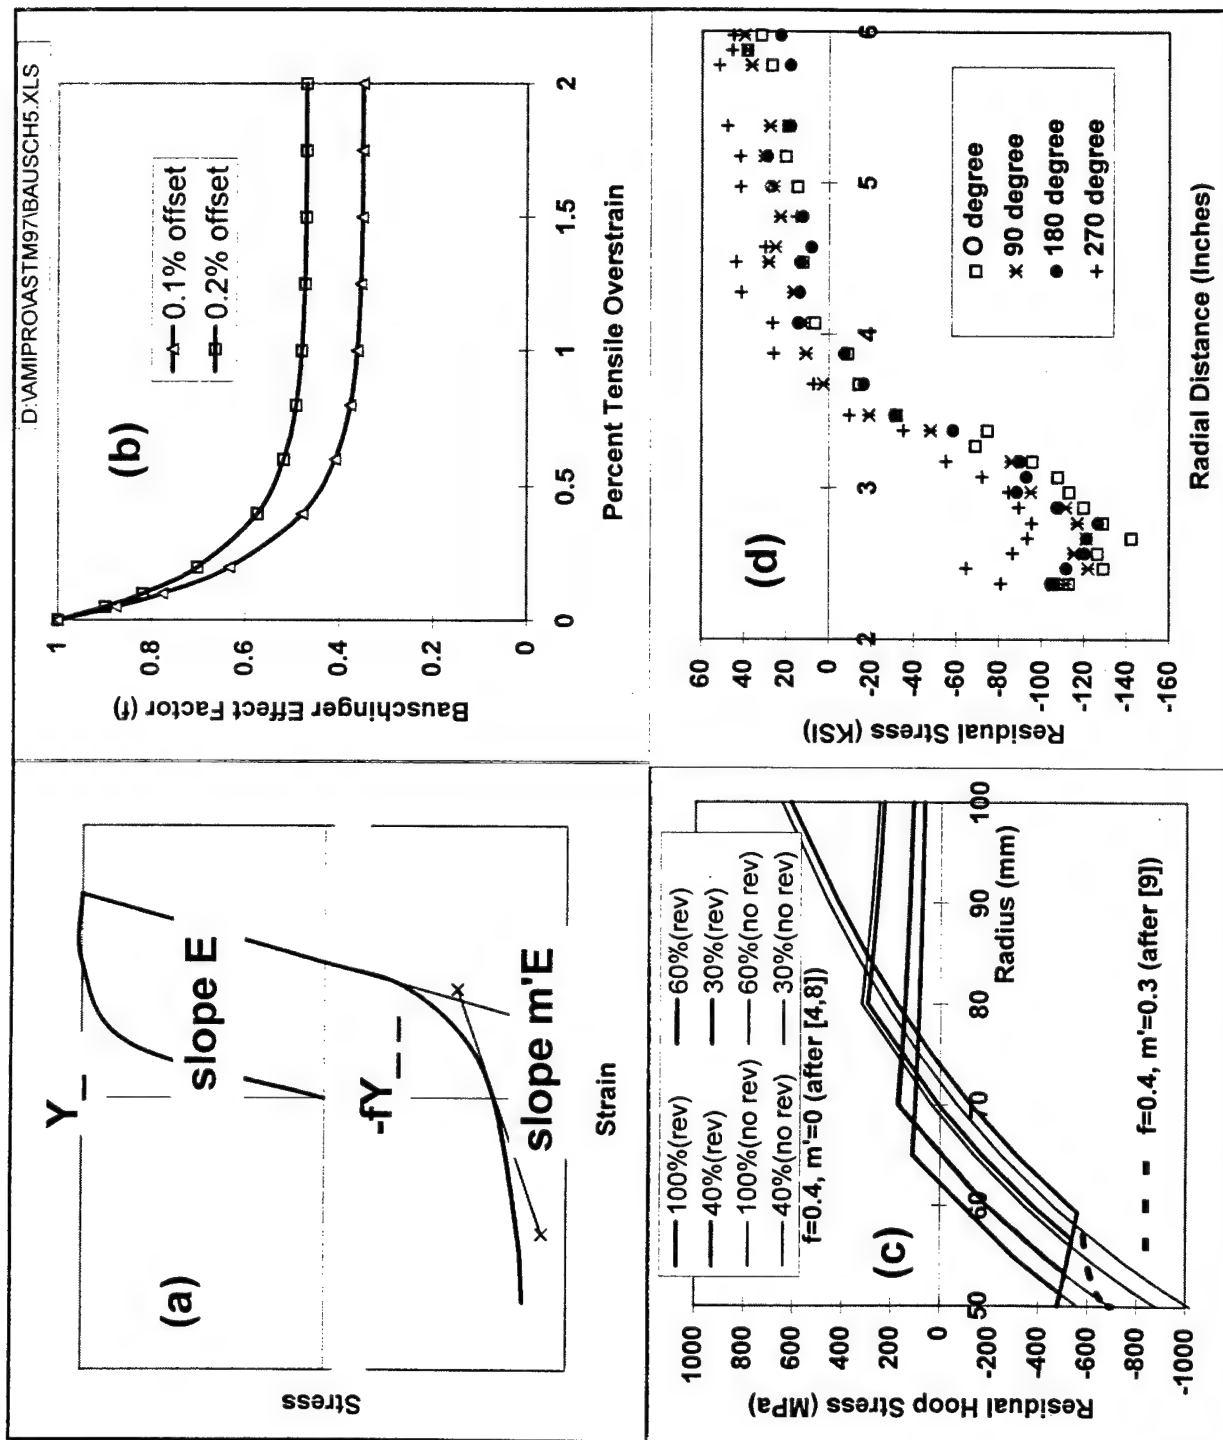 D:\AMIPRO\ASTM97\BAUSCH5.XLS
(a)
Stress
Y
slope E
-fY
slope m'E
Strain
(b)
0.1% offset
0.2% offset
Bauschinger Effect Factor (f)
1
0.8
0.6
0.4
0.2
0
0
0.5
1
1.5
2
Percent Tensile Overstrain
(c)
100%(rev)
60%(rev)
40%(rev)
30%(rev)
100%(no rev)
60%(no rev)
40%(no rev)
30%(no rev)
f=0.4, m'=0 (after [4,8])
Residual Hoop Stress (MPa)
1000
800
600
400
200
0
-200
-400
-600
-800
-1000
50
60
70
80
90
100
Radius (mm)
f=0.4, m'=0.3 (after [9])
(d)
Residual Stress (KSI)
60
40
20
0
-20
-40
-60
-80
-100
-120
-140
-160
2
3
4
5
6
O degree
90 degree
180 degree
270 degree
Radial Distance (Inches)